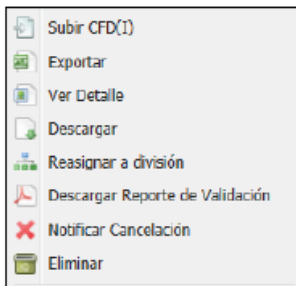 Subir CFD(I)
Exportar
Ver Detalle
Descargar
Reasignar a división
Descargar Reporte de Validación
Notificar Cancelación
Eliminar